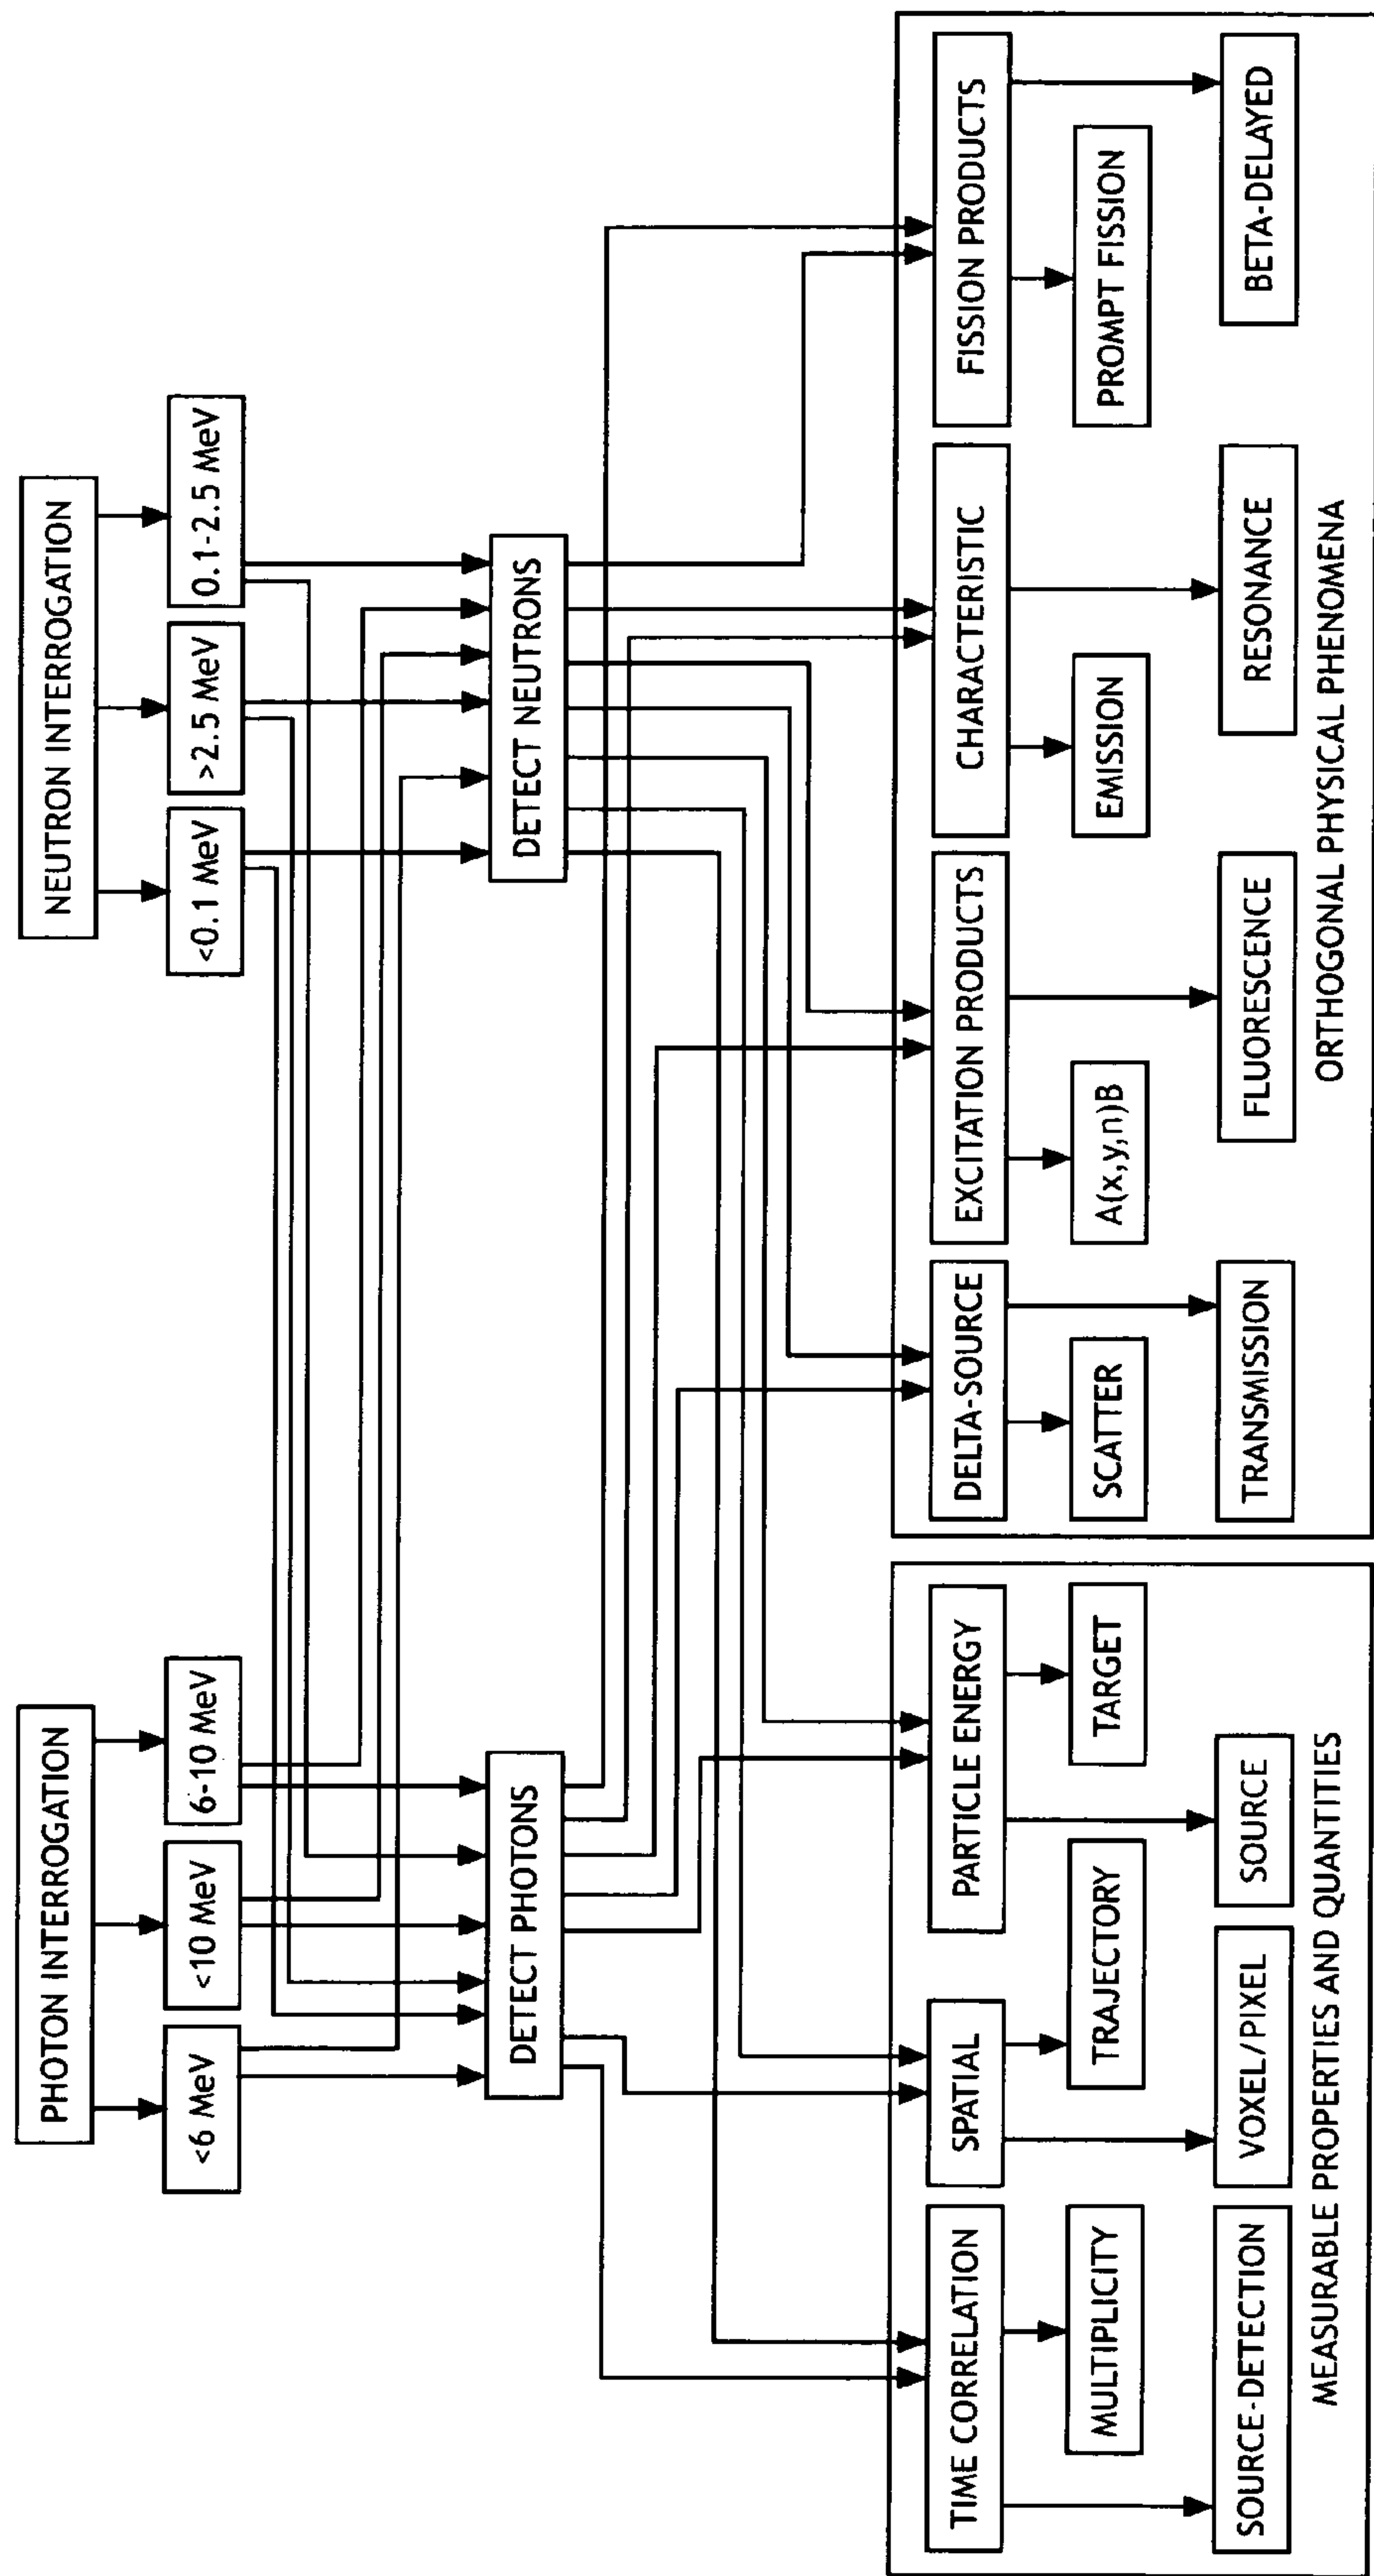 PHOTON INTERROGATION
NEUTRON INTERROGATION
<6 MeV
<10 MeV
6-10 MeV
<0.1 MeV
>2.5 MeV
0.1-2.5 MeV
DETECT PHOTONS
DETECT NEUTRONS
TIME CORRELATION
SPATIAL
PARTICLE ENERGY
MULTIPLICITY
TRAJECTORY
TARGET
SOURCE-DETECTION
VOXEL/PIXEL
SOURCE
MEASURABLE PROPERTIES AND QUANTITIES
DELTA-SOURCE
EXCITATION PRODUCTS
CHARACTERISTIC
FISSION PRODUCTS
SCATTER
A(x,y,n)B
EMISSION
PROMPT FISSION
TRANSMISSION
FLUORESCENCE
RESONANCE
BETA-DELAYED
ORTHOGONAL PHYSICAL PHENOMENA